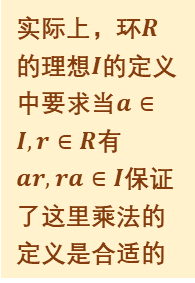 实际上，环R
的理想I的定义
中要求当a ∈
I, r ∈ R有
ar, ra ∈ I保证
了这里乘法的
定义是合适的